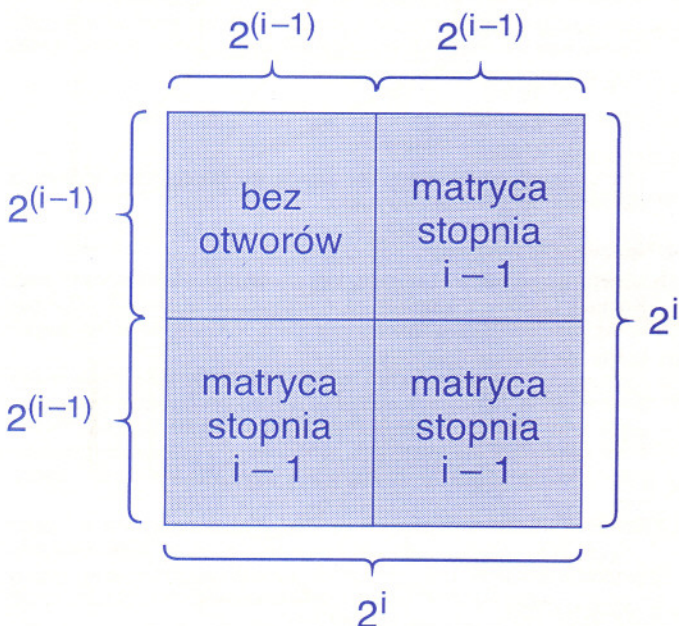 2^(i−1) 2^(i−1)
2^(i−1)
bez
otworów
matryca
stopnia
i − 1
2^i
2^(i−1)
matryca
stopnia
i − 1
matryca
stopnia
i − 1
2^i